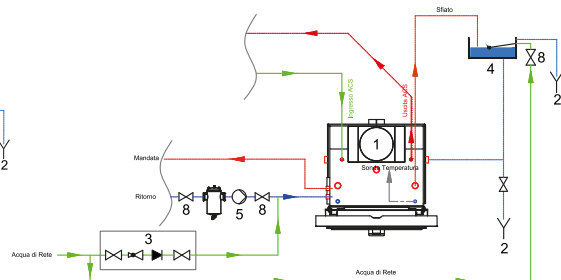 Sfiato
8
4
2
Ingresso ACS
Uscita ACS
1
2
Mandata
Sonda Temperatura
Ritorno
8
5
8
2
3
Acqua di Rete
Acqua di Rete